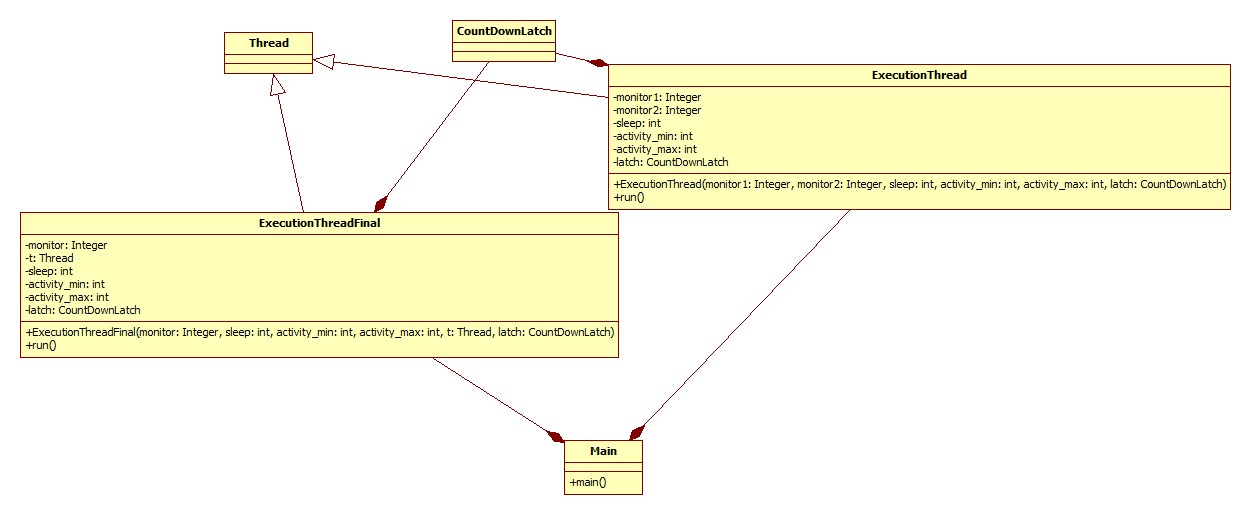 Thread
CountDownLatch
ExecutionThread
-monitor1: Integer
-monitor2: Integer
-sleep: int
-activity_min: int
-activity_max: int
-latch: CountDownLatch
+ExecutionThread(monitor1: Integer, monitor2: Integer, sleep: int, activity_min: int, activity_max: int, latch: CountDownLatch)
+run()
ExecutionThreadFinal
-monitor: Integer
-t: Thread
-sleep: int
-activity_min: int
-activity_max: int
-latch: CountDownLatch
+ExecutionThreadFinal(monitor: Integer, sleep: int, activity_min: int, activity_max: int, t: Thread, latch: CountDownLatch)
+run()
Main
+main()